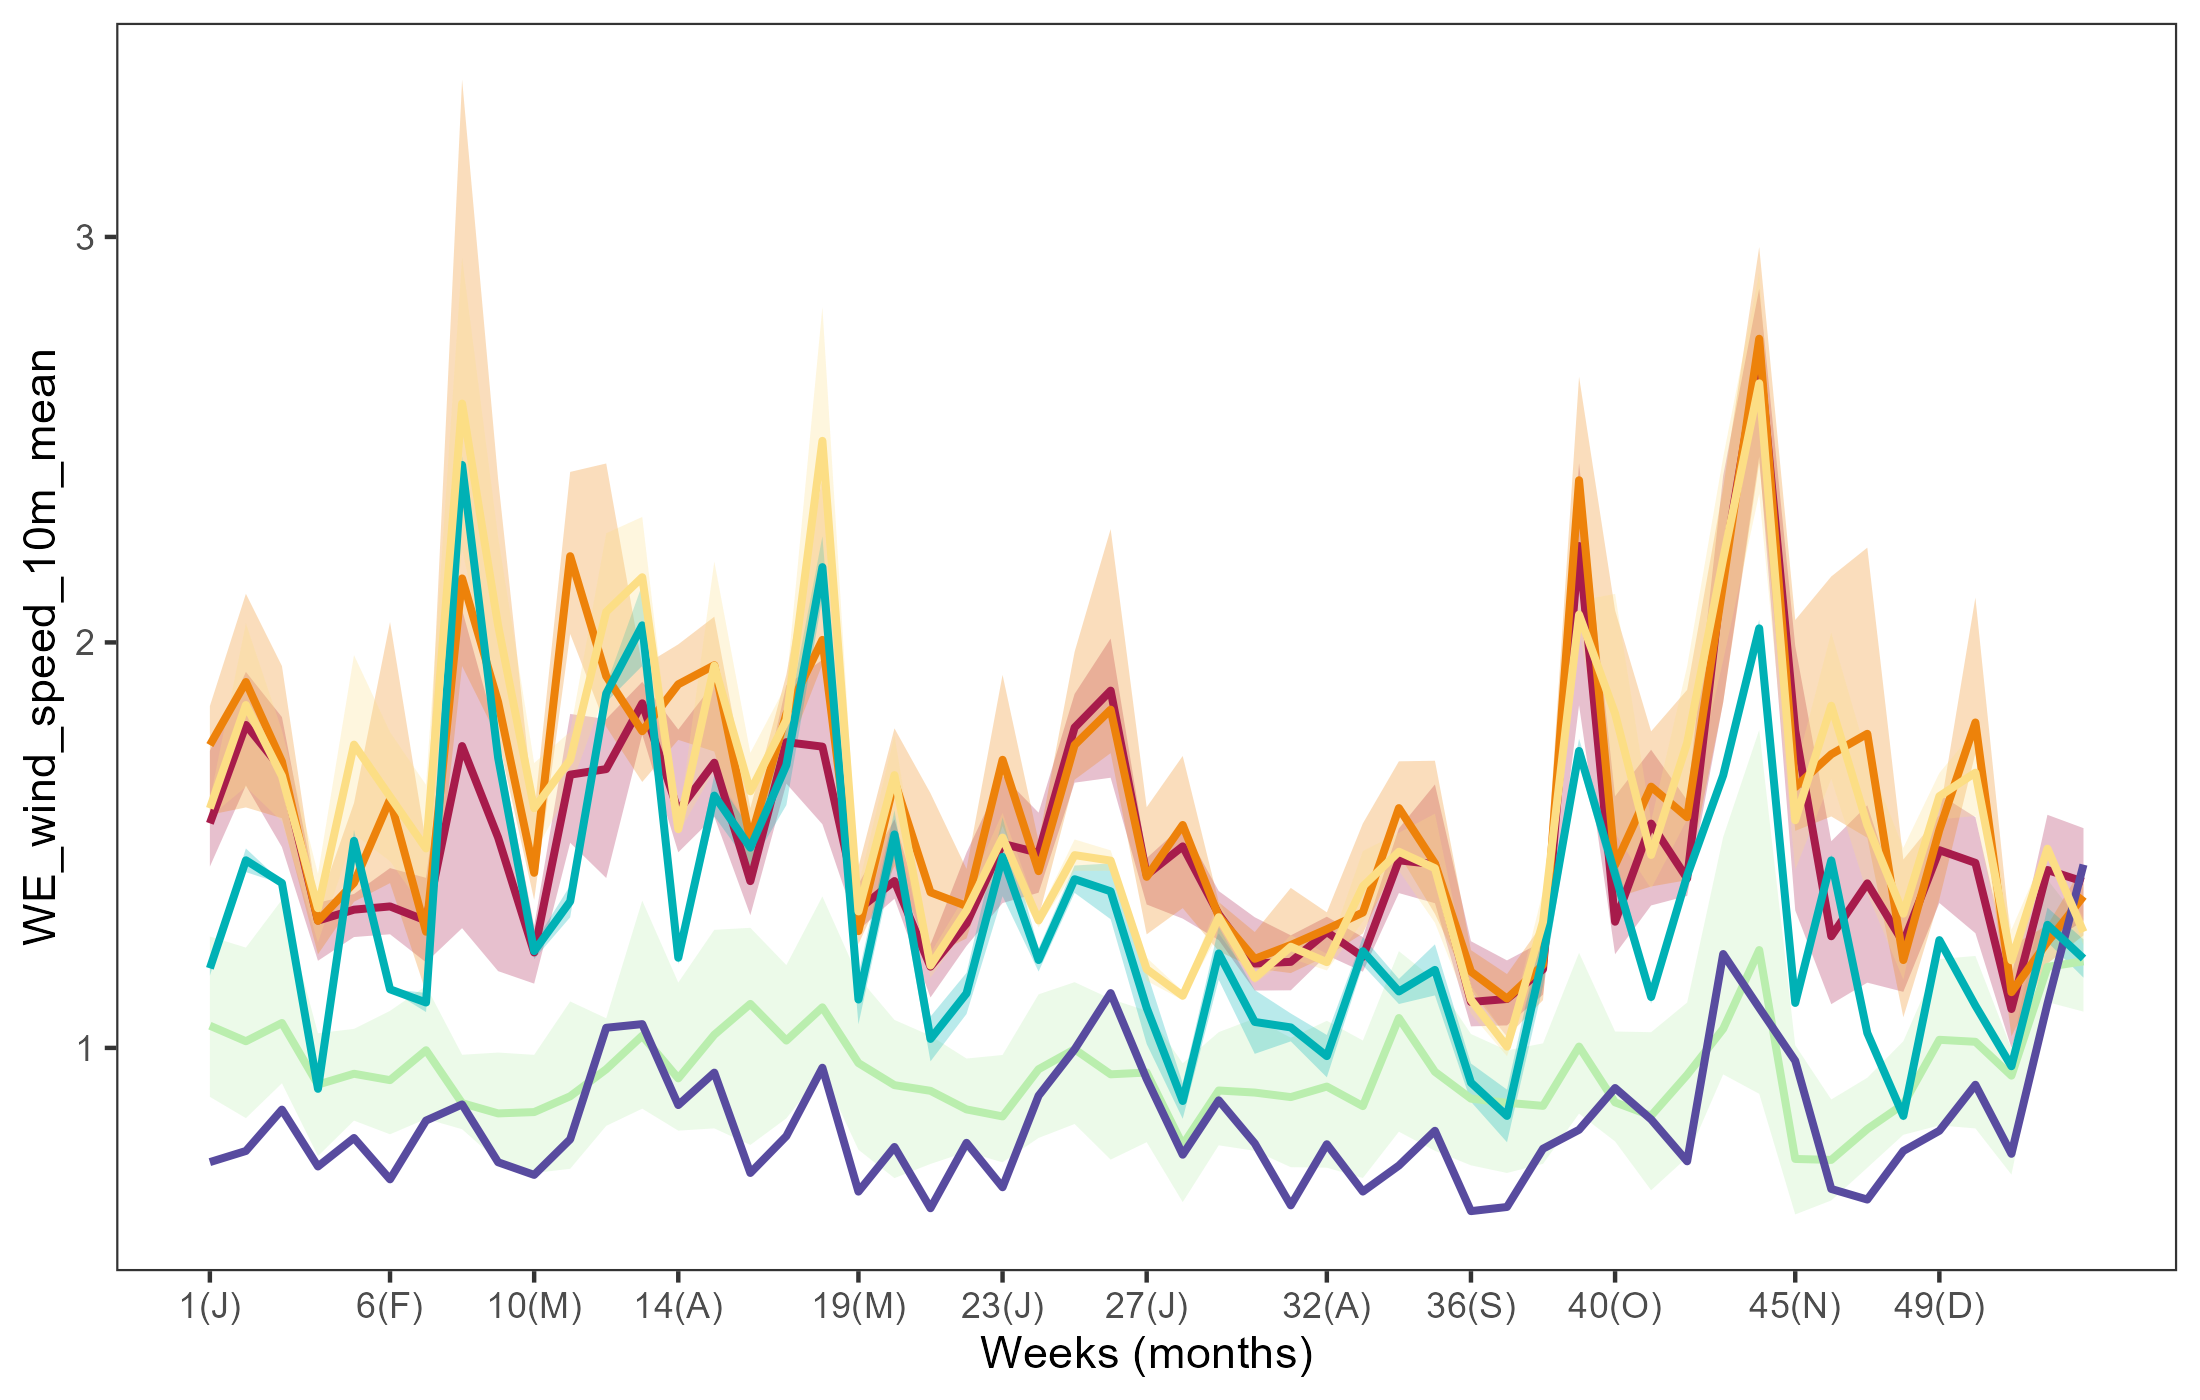 WE_wind_speed_10m_mean
3
2
1
1(J) 6(F) 10(M) 14(A) 19(M) 23(J) 27(J) 32(A) 36(S) 40(O) 45(N) 49(D)
Weeks (months)